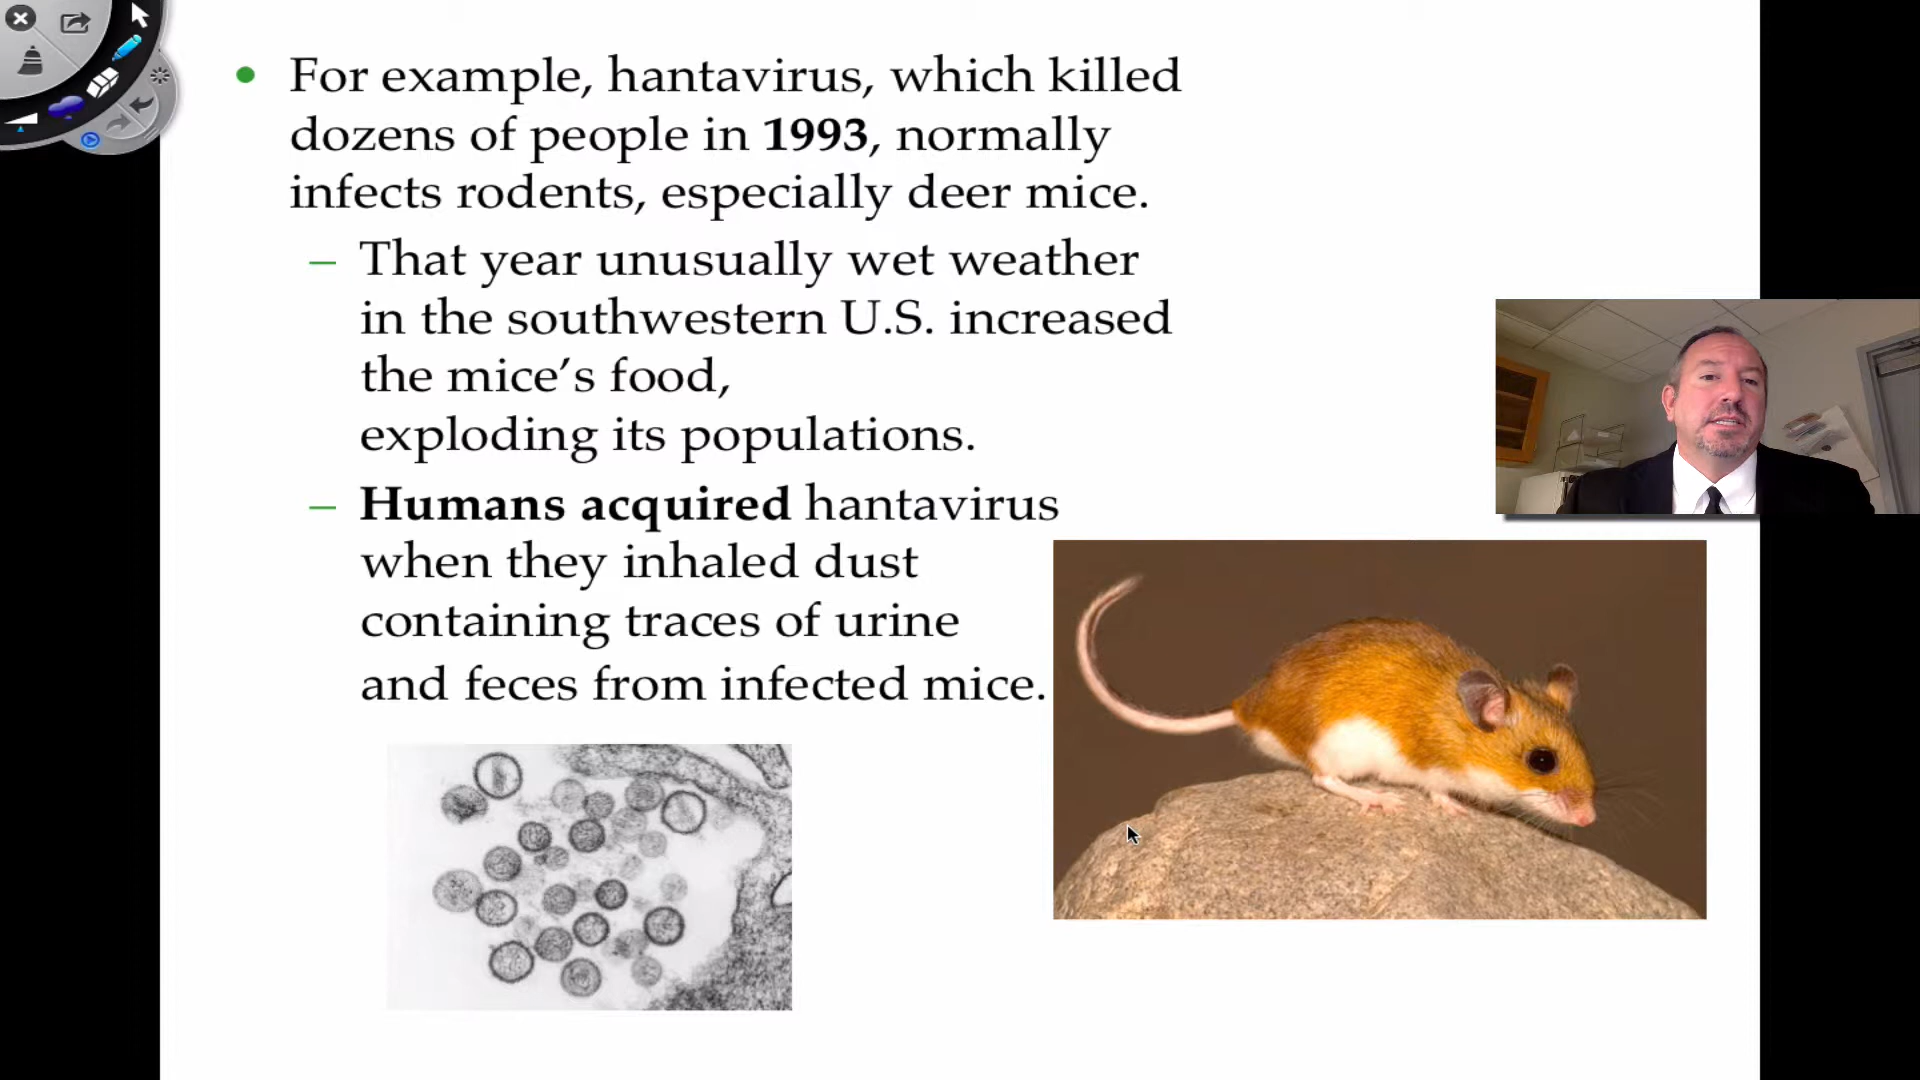 • For example, hantavirus, which killed
dozens of people in 1993, normally
infects rodents, especially deer mice.
– That year unusually wet weather
in the southwestern U.S. increased
the mice’s food,
exploding its populations.
– Humans acquired hantavirus
when they inhaled dust
containing traces of urine
and feces from infected mice.